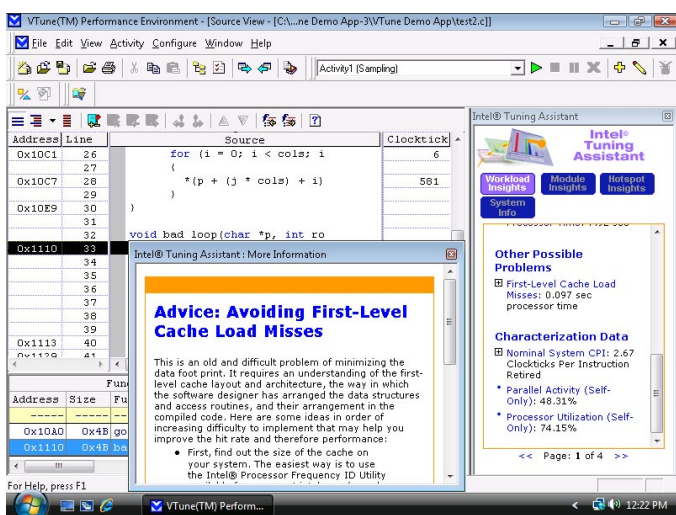 VTune(TM) Performance Environment - [Source View - [C:\...ne Demo App-3\VTune Demo App\test2.c]]
File Edit View Activity Configure Window Help
Activity1 (Sampling)
Intel® Tuning Assistant
Address Line Source Clocktick
0x10C1 26 for (i = 0; i < cols; i 6
27 {
0x10C7 28 *(p + (j * cols) + i) 581
29 }
0x10E9 30 }
31
32 void bad loop(char *p, int ro
0x1110 33
34
35
36
37
38
39
0x1113 40
0x1129 41
Intel®
Tuning
Assistant
Workload Insights
Module Insights
Hotspot Insights
System Info
Other Possible
Problems
First-Level Cache Load
Misses: 0.097 sec
processor time
Characterization Data
Nominal System CPI: 2.67
Clockticks Per Instruction
Retired
Parallel Activity (Self-
Only): 48.31%
Processor Utilization (Self-
Only): 74.15%
<< Page: 1 of 4 >>
Intel® Tuning Assistant : More Information
Advice: Avoiding First-Level
Cache Load Misses
This is an old and difficult problem of minimizing the
data foot print. It requires an understanding of the first-
level cache layout and architecture, the way in which
the software designer has arranged the data structures
and access routines, and their arrangement in the
compiled code. Here are some ideas in order of
increasing difficulty to implement that may help you
improve the hit rate and therefore performance:
• First, find out the size of the cache on
your system. The easiest way is to use
the Intel® Processor Frequency ID Utility
Func
Address Size Fu
0x10A0 0x4B go
0x1110 0x4B ba
For Help, press F1
VTune(TM) Perform...
12:22 PM